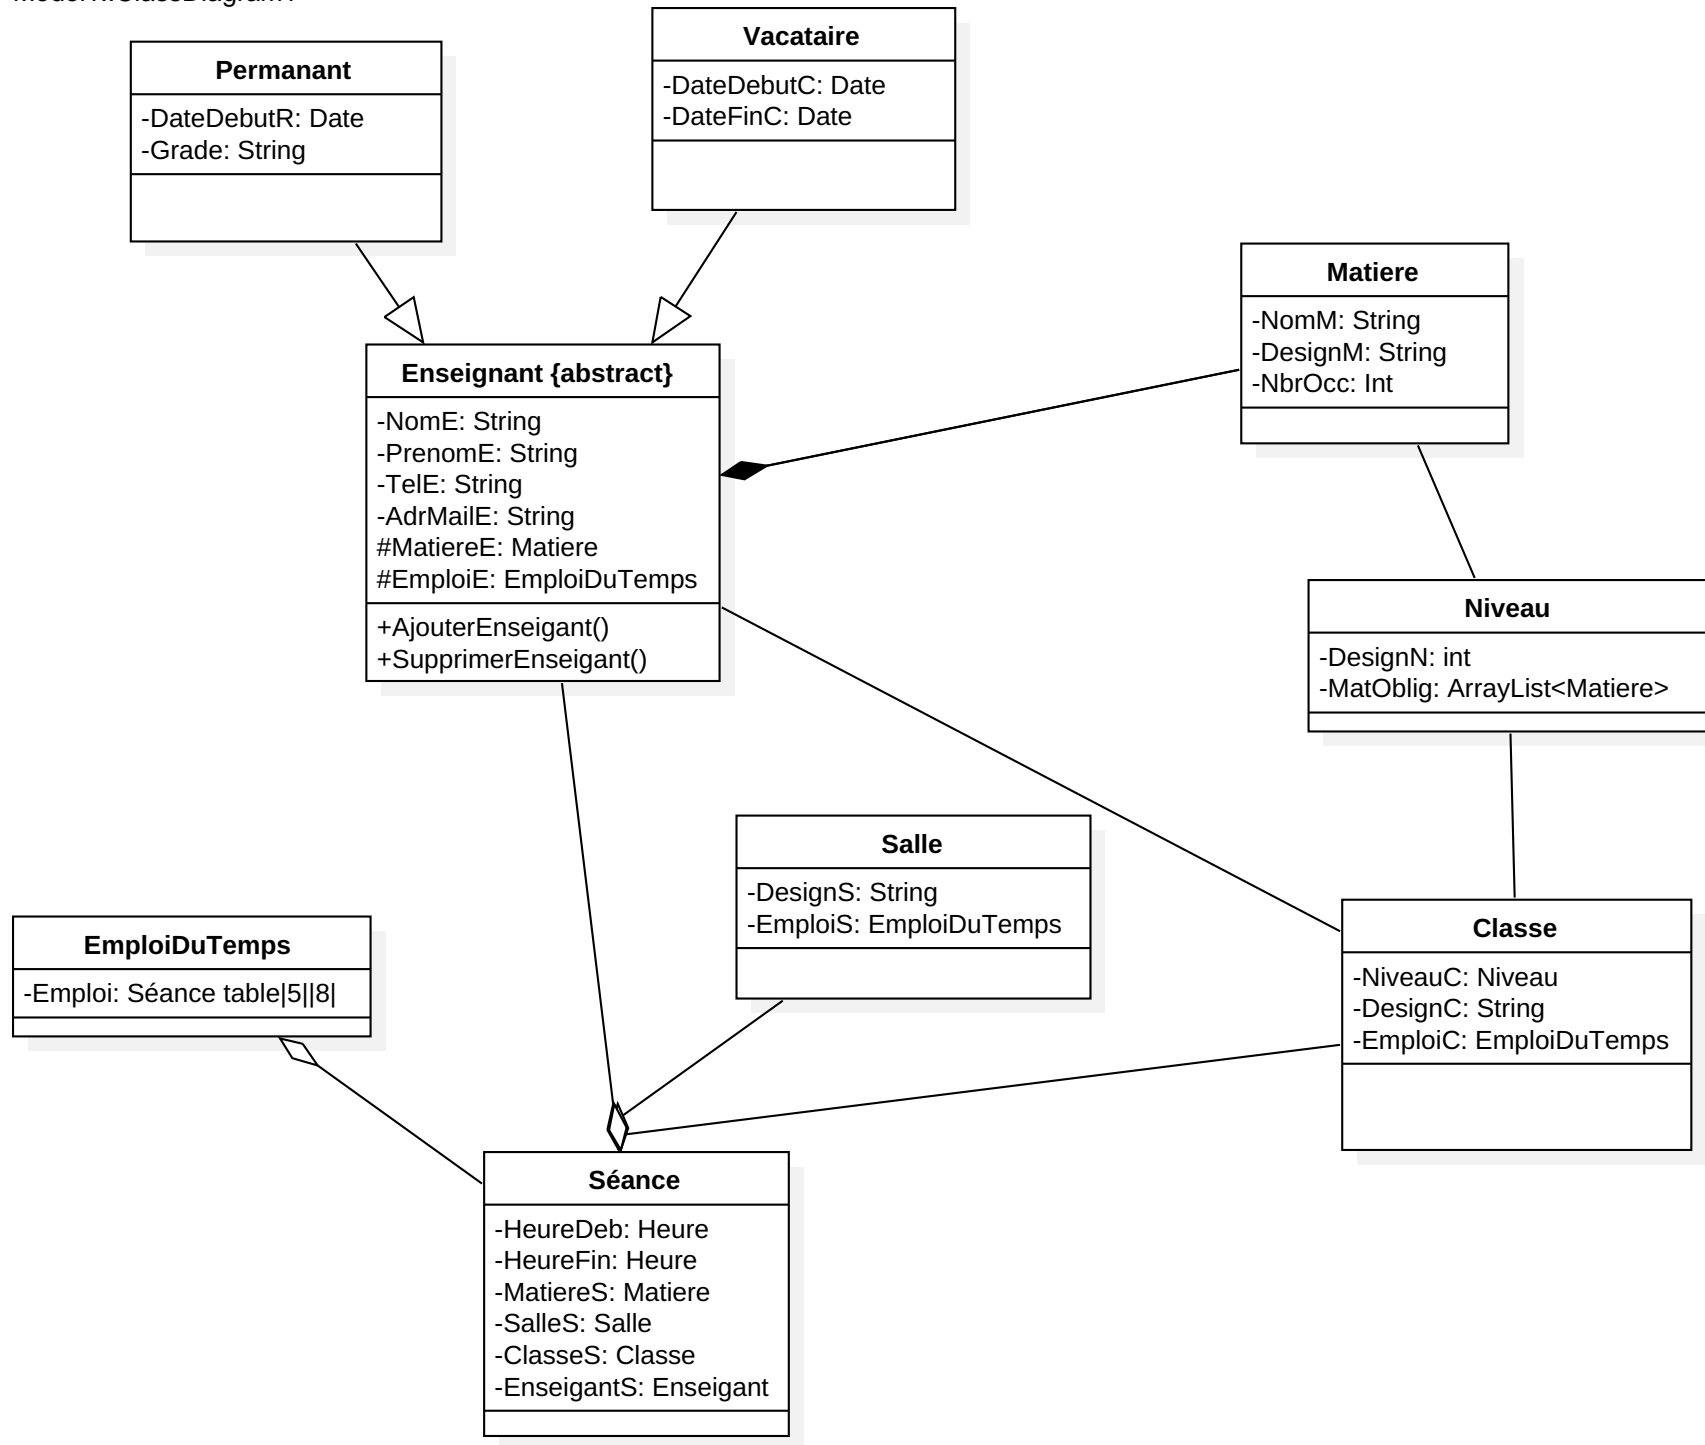 Vacataire
-DateDebutC: Date
-DateFinC: Date
Permanant
-DateDebutR: Date
-Grade: String
Matiere
-NomM: String
-DesignM: String
-NbrOcc: Int
Enseignant {abstract}
-NomE: String
-PrenomE: String
-TelE: String
-AdrMailE: String
#MatiereE: Matiere
#EmploiE: EmploiDuTemps
+AjouterEnseigant()
+SupprimerEnseigant()
Niveau
-DesignN: int
-MatOblig: ArrayList<Matiere>
Salle
-DesignS: String
-EmploiS: EmploiDuTemps
EmploiDuTemps
-Emploi: Séance table|5||8|
Classe
-NiveauC: Niveau
-DesignC: String
-EmploiC: EmploiDuTemps
Séance
-HeureDeb: Heure
-HeureFin: Heure
-MatiereS: Matiere
-SalleS: Salle
-ClasseS: Classe
-EnseigantS: Enseigant